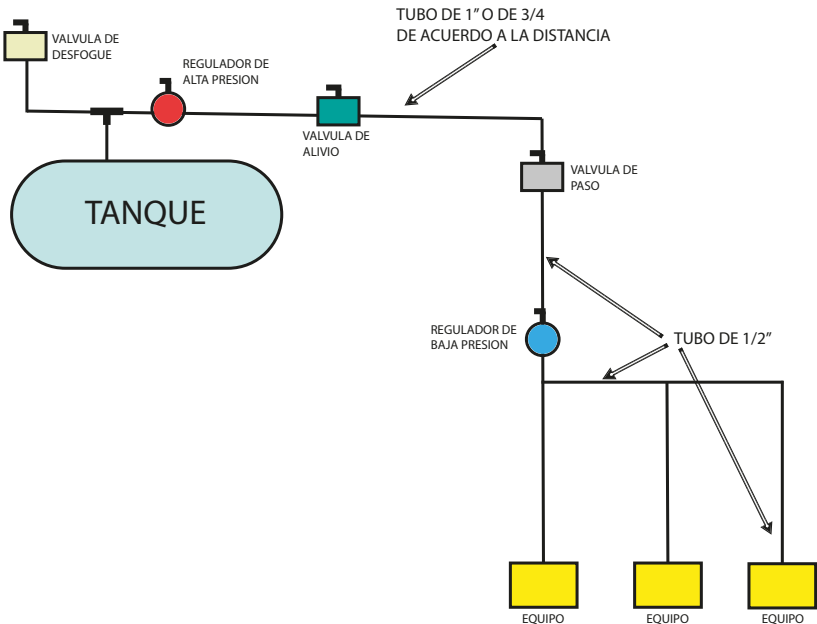 TUBO DE 1” O DE 3/4
DE ACUERDO A LA DISTANCIA
VALVULA DE
DESFOGUE
REGULADOR DE
ALTA PRESION
VALVULA DE
ALIVIO
VALVULA DE
PASO
TANQUE
REGULADOR DE
BAJA PRESION
TUBO DE 1/2”
EQUIPO
EQUIPO
EQUIPO